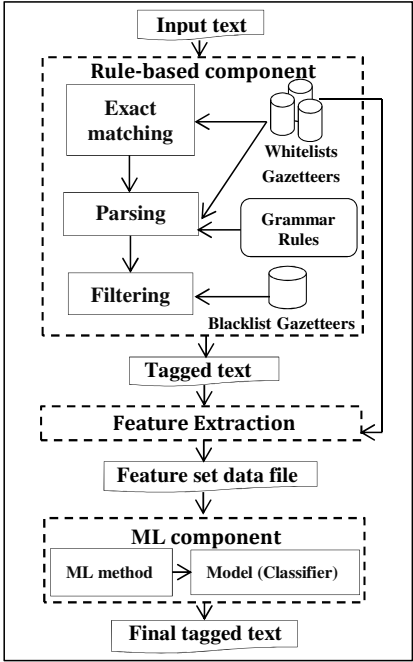 Input text
Rule-based component
Exact
matching
Whitelists
Gazetteers
Parsing
Grammar
Rules
Filtering
Blacklist Gazetteers
Tagged text
Feature Extraction
Feature set data file
ML component
ML method
Model (Classifier)
Final tagged text